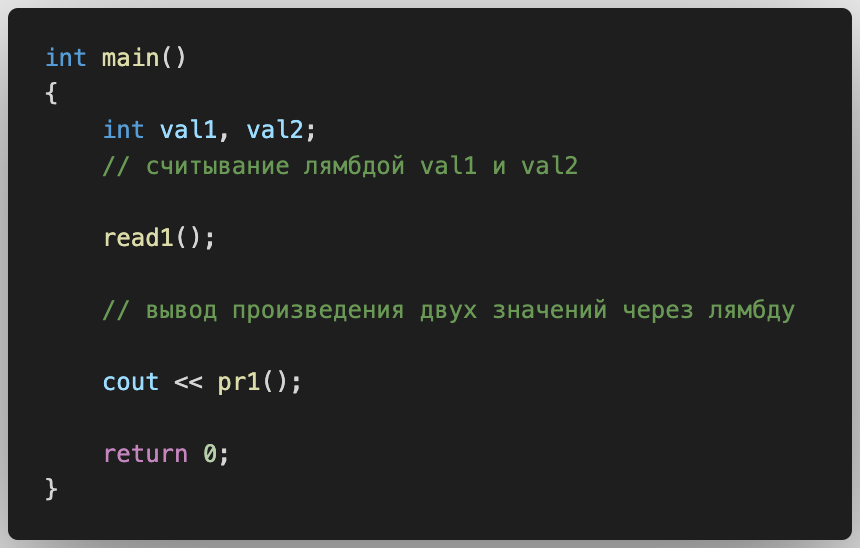 int main()
{
    int val1, val2;
    // считывание лямбдой val1 и val2

    read1();

    // вывод произведения двух значений через лямбду

    cout << pr1();

    return 0;
}